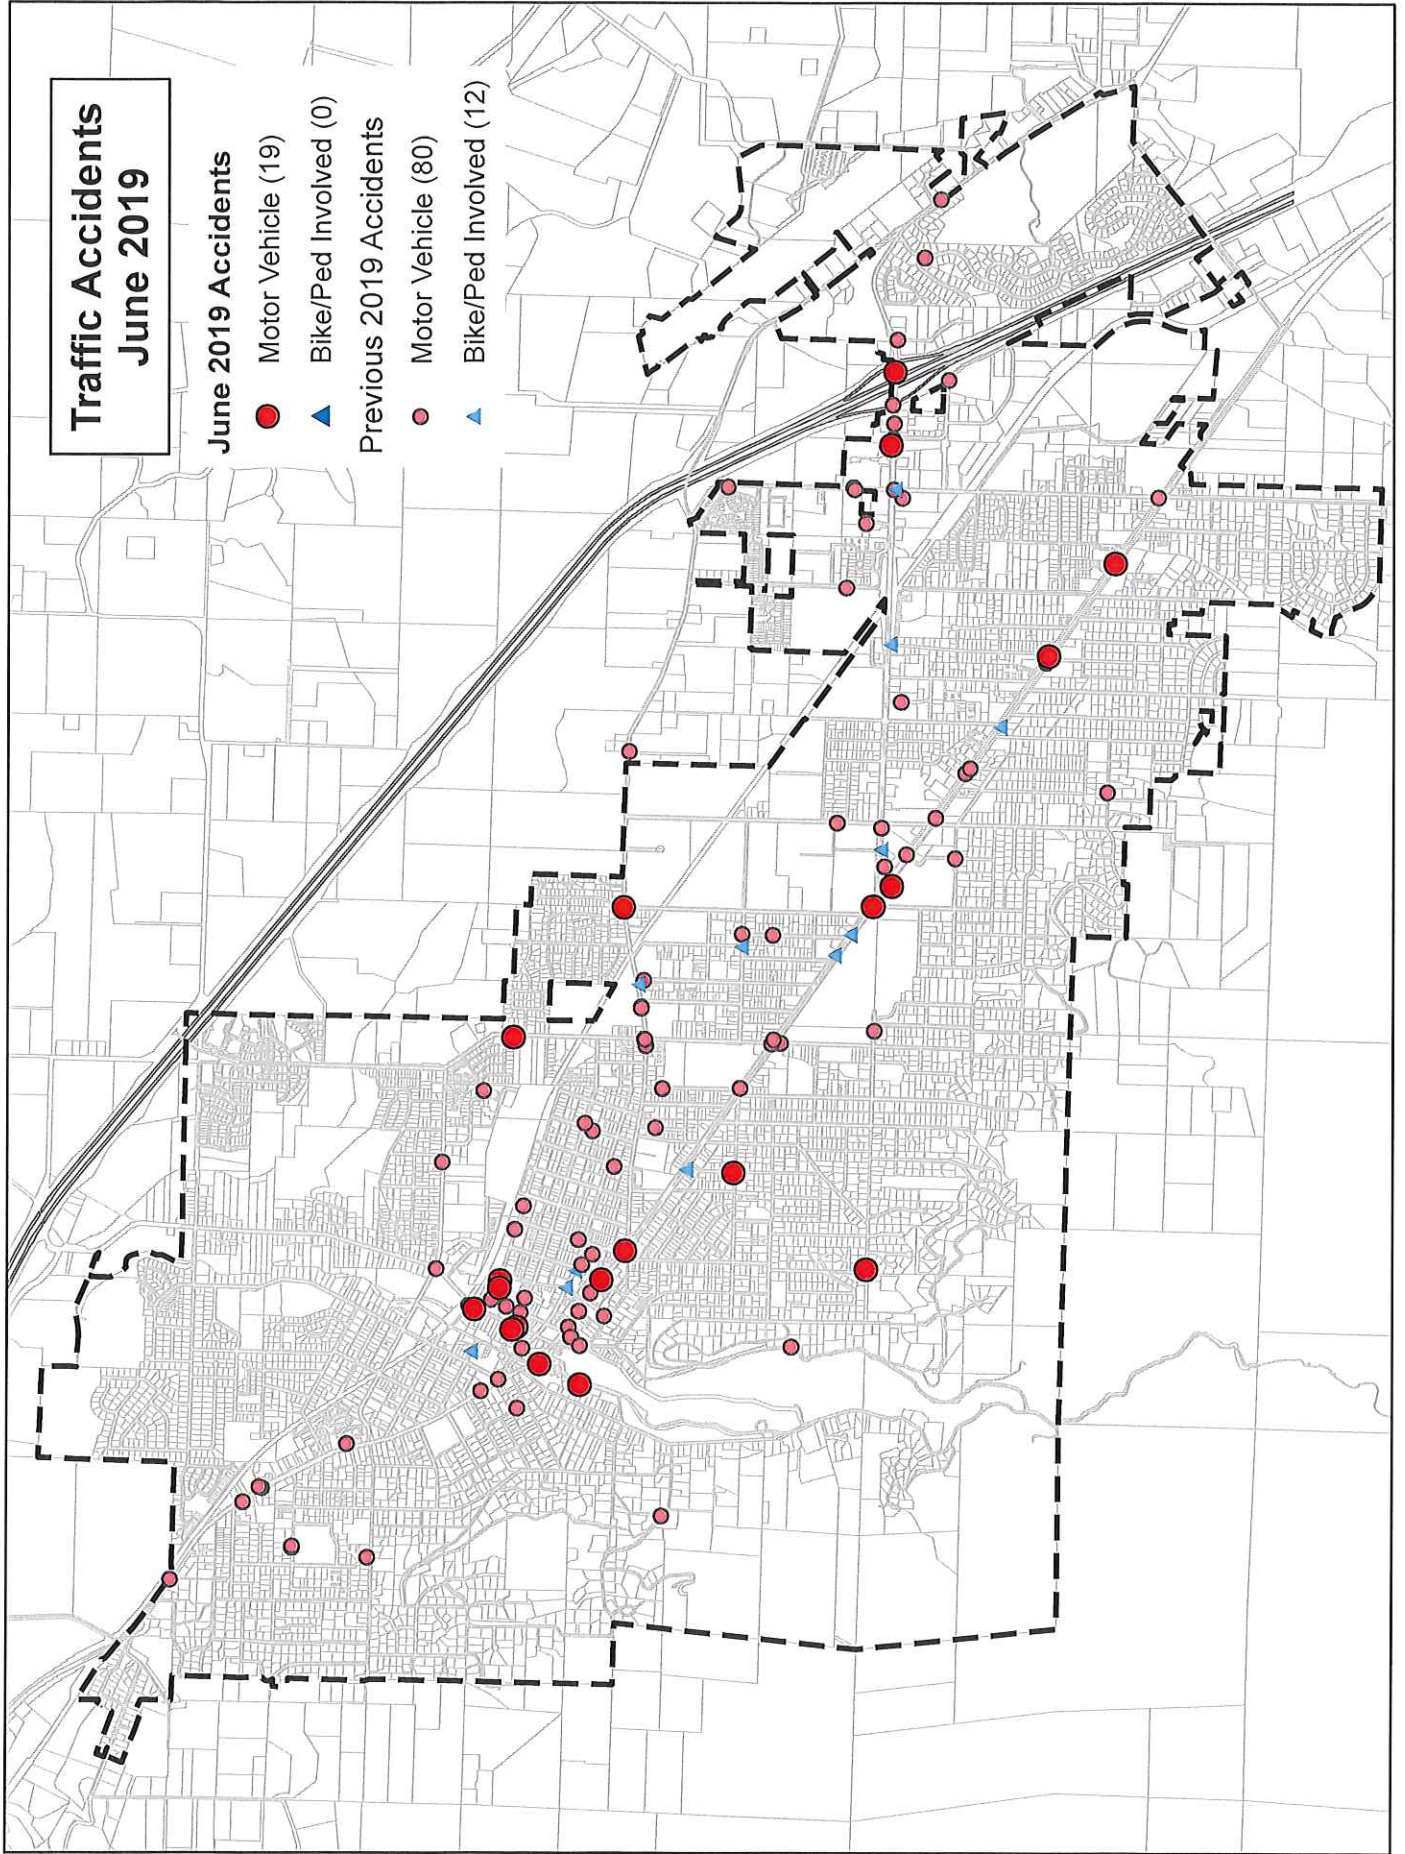 Traffic Accidents
June 2019
June 2019 Accidents
Motor Vehicle (19)
Bike/Ped Involved (0)
Previous 2019 Accidents
Motor Vehicle (80)
Bike/Ped Involved (12)